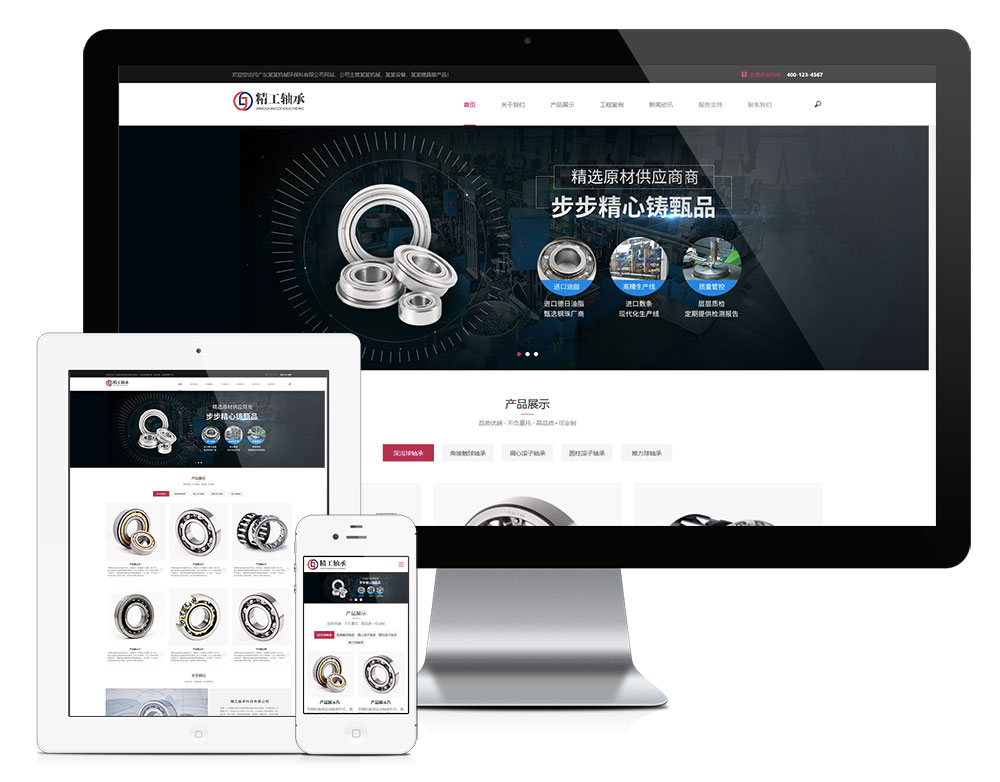 欢迎您访问广东某某机械环保科有限公司网站，公司主营某某机械、某某设备、某某模具等产品！
400-123-4567
精工轴承
JINGGONGZHOUCHENG
首页 关于我们 产品展示 工程案例 新闻资讯 服务支持 联系我们
精选原材供应商商
步步精心铸甄品
进口油脂 高精生产线 质量管控
进口德日油脂 进口数条 层层质检
甄选钢珠厂商 现代化生产线 定期提供检测报告
产品展示
品质优越 · 不负重托 · 高品质+可定制
深沟球轴承 角接触球轴承 调心滚子轴承 圆柱滚子轴承 推力球轴承
精工轴承
精选原材供应商商
步步精心铸甄品
产品展示
关于我们
精工轴承科技有限公司
精工轴承
步步精心铸甄品
产品展示
品质优越 · 不负重托 · 高品质+可定制
深沟球轴承 角接触球轴承 调心滚子轴承 圆柱滚子轴承
推力球轴承
产品展示九 产品展示八